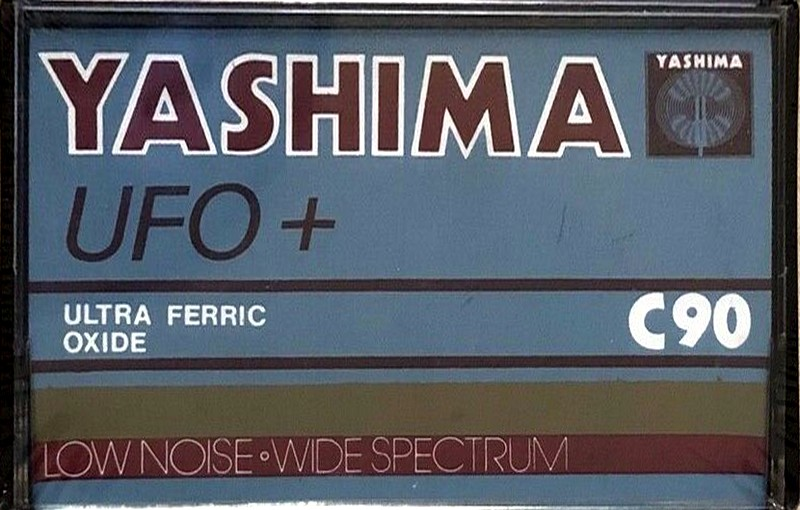 YASHIMA
YASHIMA
UFO +
ULTRA FERRIC
OXIDE
C90
LOW NOISE • WIDE SPECTRUM